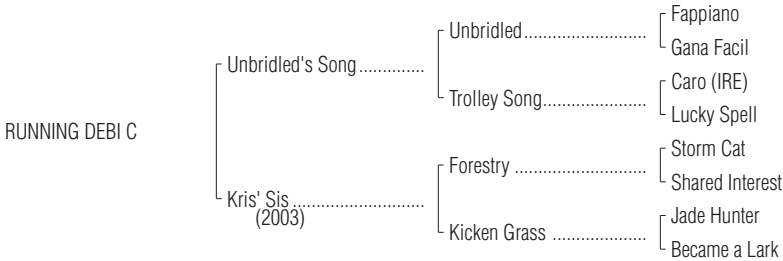 Fappiano
Unbridled..............................
Gana Facil
Unbridled's Song ..............
Caro (IRE)
Trolley Song.........................
Lucky Spell
RUNNING DEBI C
Storm Cat
Forestry ................................
Shared Interest
Kris' Sis ................................
(2003)
Jade Hunter
Kicken Grass .......................
Became a Lark